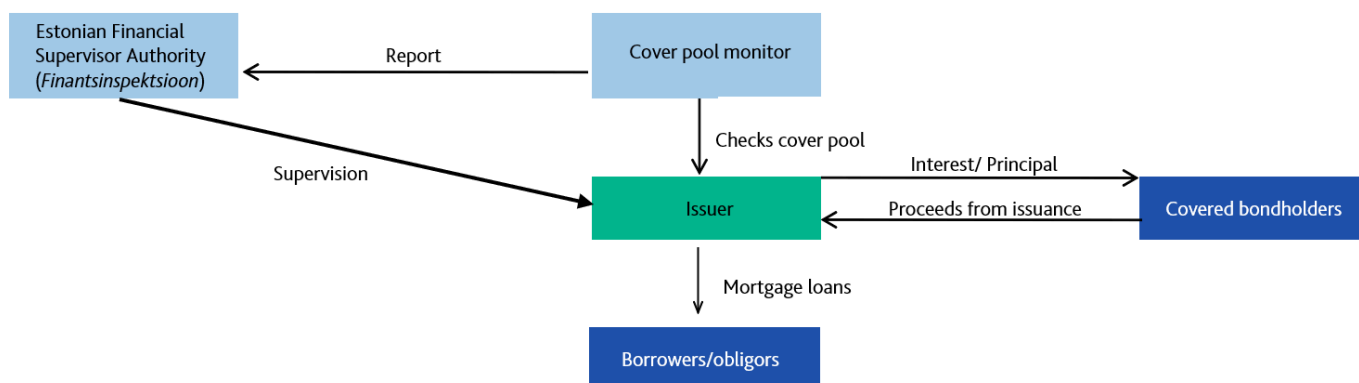 Estonian Financial
Supervisor Authority
(Finantsinspektsioon)
Report
Cover pool monitor
Checks cover pool
Supervision
Interest/ Principal
Issuer
Proceeds from issuance
Covered bondholders
Mortgage loans
Borrowers/obligors